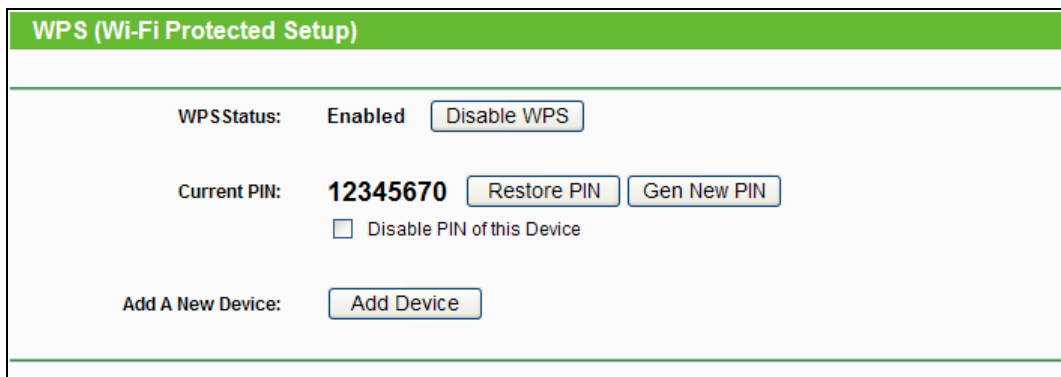 WPS (Wi-Fi Protected Setup)
WPS Status: Enabled Disable WPS
Current PIN: 12345670 Restore PIN Gen New PIN
Disable PIN of this Device
Add A New Device: Add Device